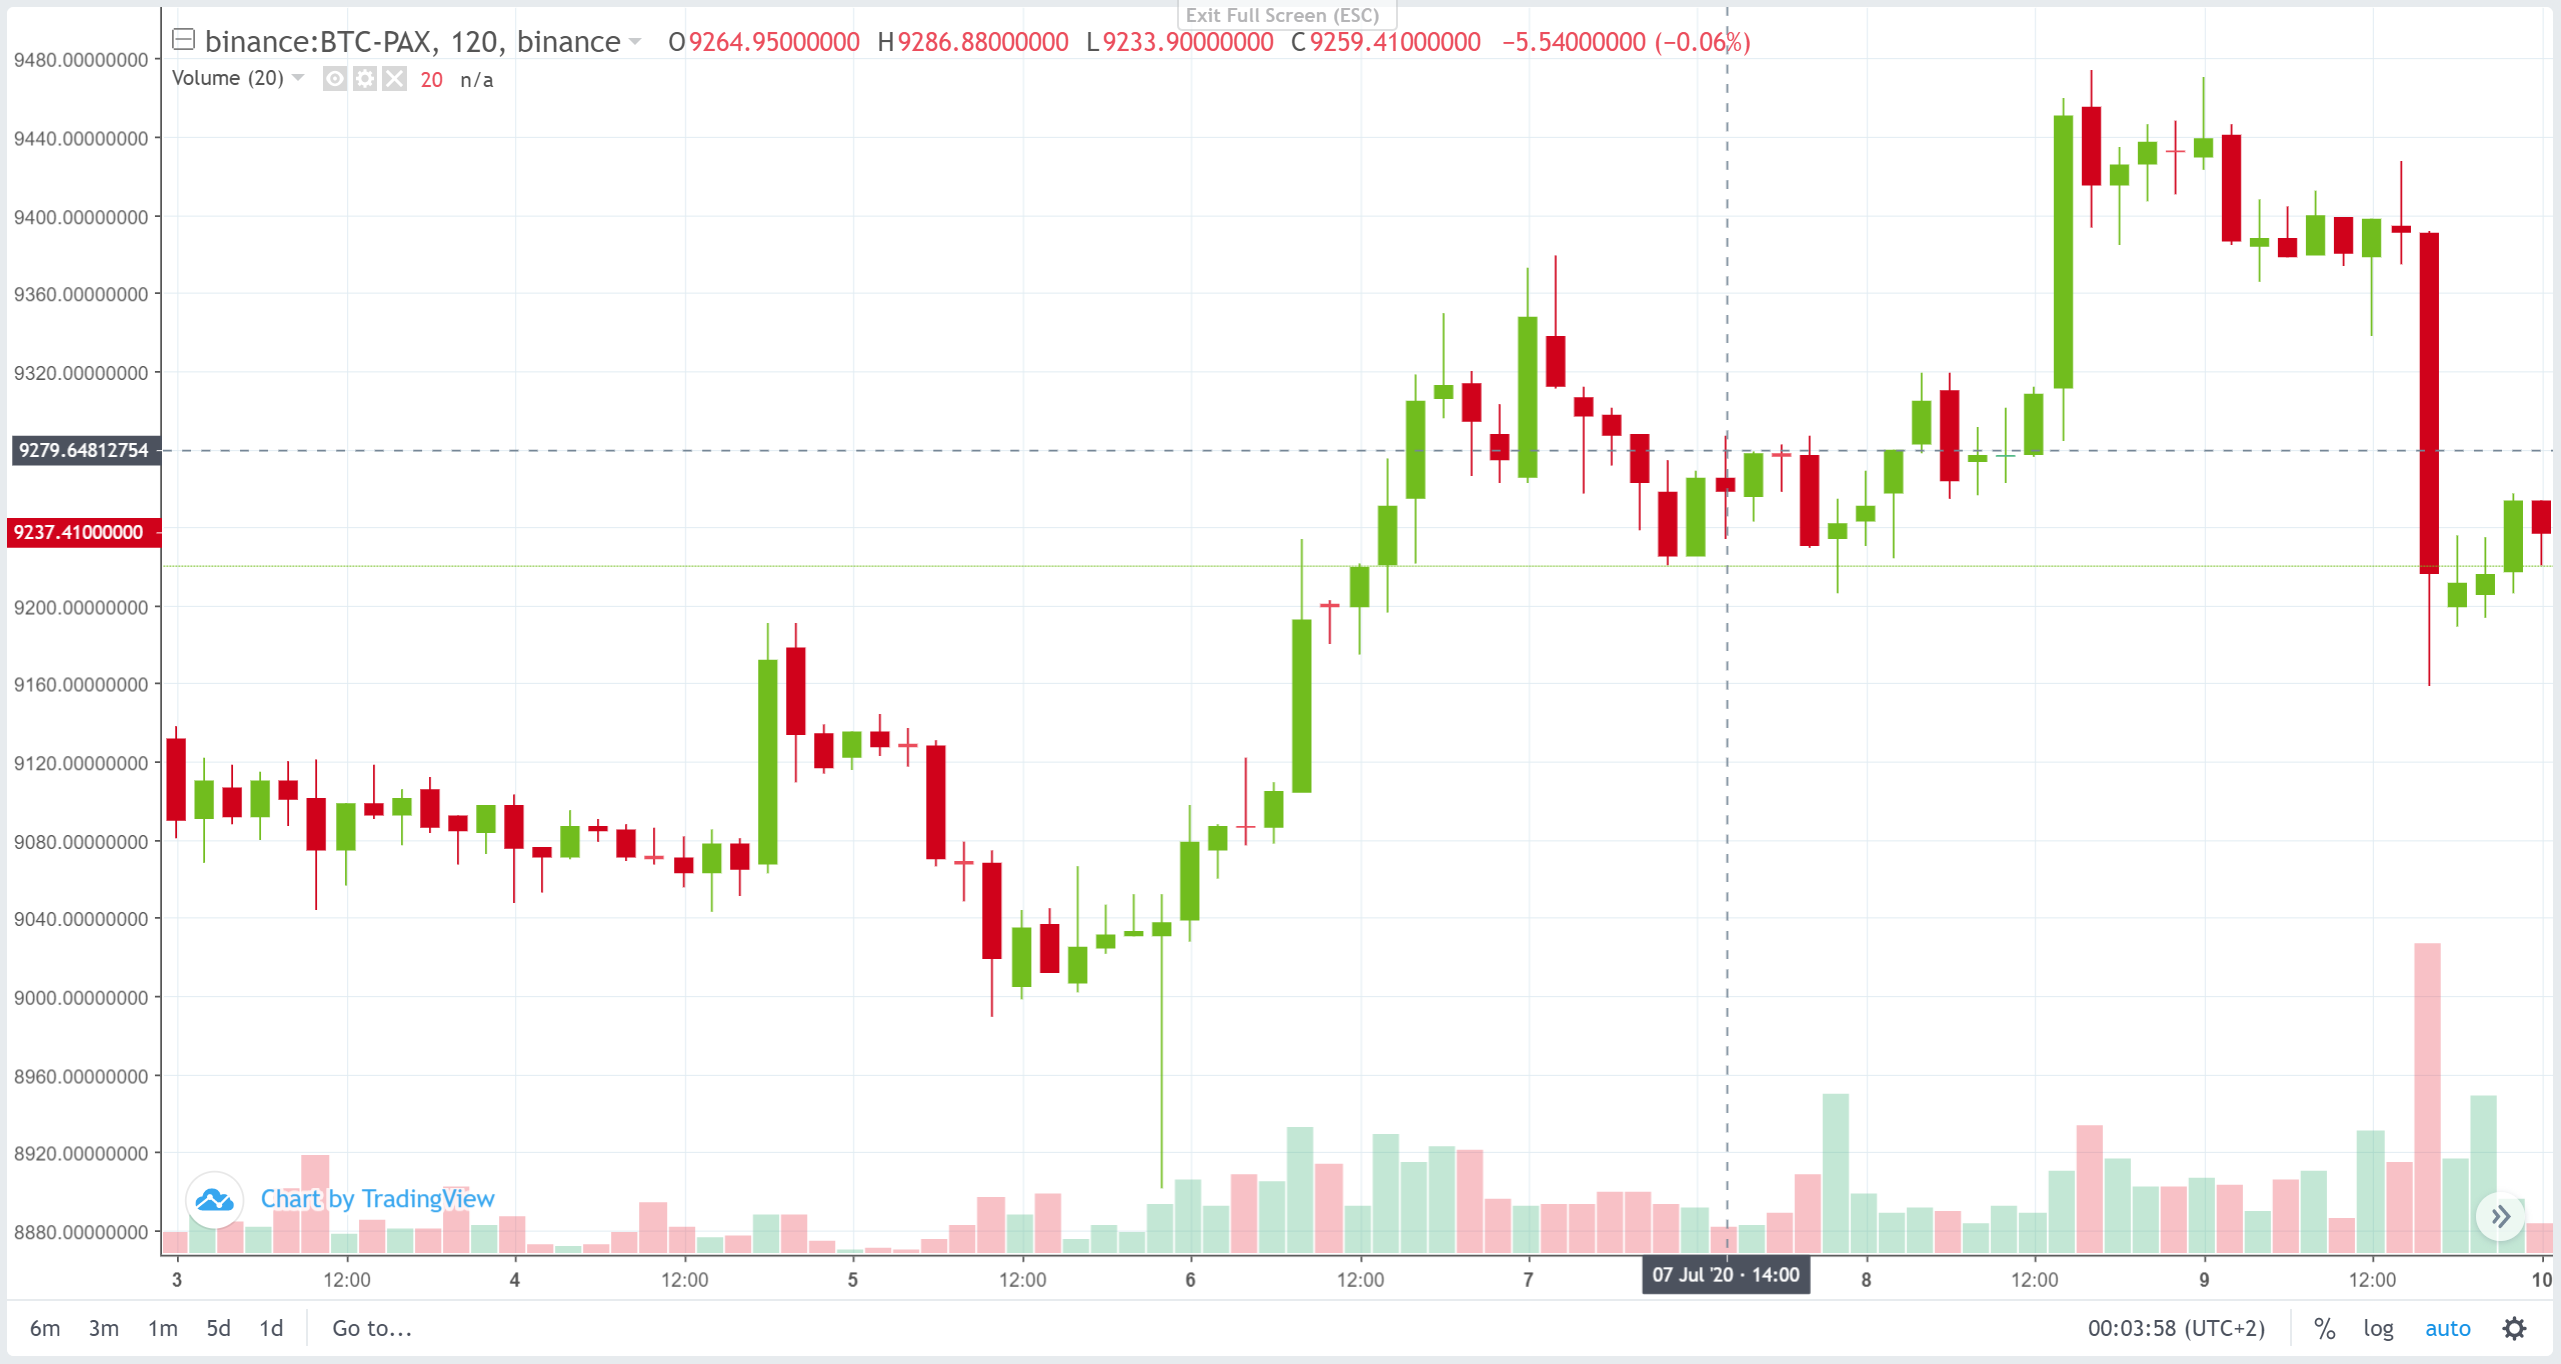 Exit Full Screen (ESC)
binance:BTC-PAX, 120, binance O9264.95000000 H9286.88000000 L9233.90000000 C9259.41000000 −5.54000000 (−0.06%)
Volume (20) 20 n/a
9480.00000000
9440.00000000
9400.00000000
9360.00000000
9320.00000000
9279.64812754
9237.41000000
9200.00000000
9160.00000000
9120.00000000
9080.00000000
9040.00000000
9000.00000000
8960.00000000
8920.00000000
8880.00000000
Chart by TradingView
3 12:00 4 12:00 5 12:00 6 12:00 7 07 Jul '20 · 14:00 8 12:00 9 12:00 10
6m 3m 1m 5d 1d Go to... 00:03:58 (UTC+2) % log auto